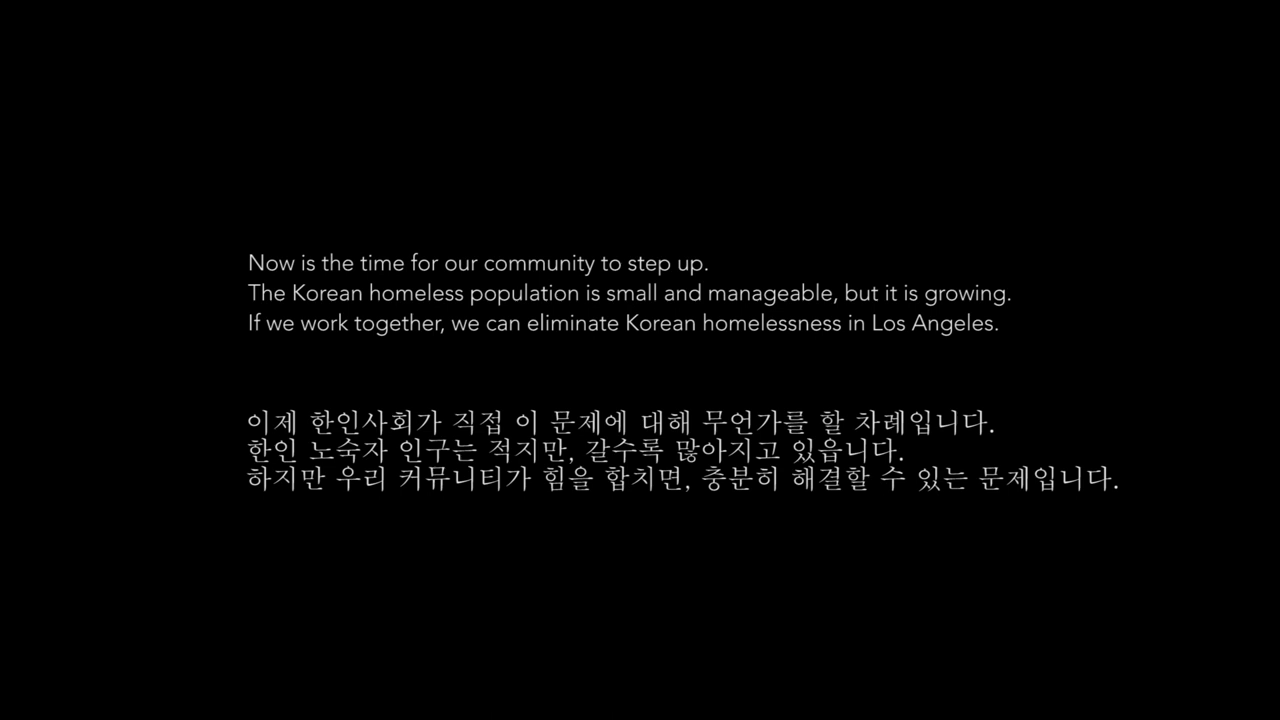 Now is the time for our community to step up.
The Korean homeless population is small and manageable, but it is growing.
If we work together, we can eliminate Korean homelessness in Los Angeles.
이제 한인사회가 직접 이 문제에 대해 무언가를 할 차례입니다.
한인 노숙자 인구는 적지만, 갈수록 많아지고 있읍니다.
하지만 우리 커뮤니티가 힘을 합치면, 충분히 해결할 수 있는 문제입니다.